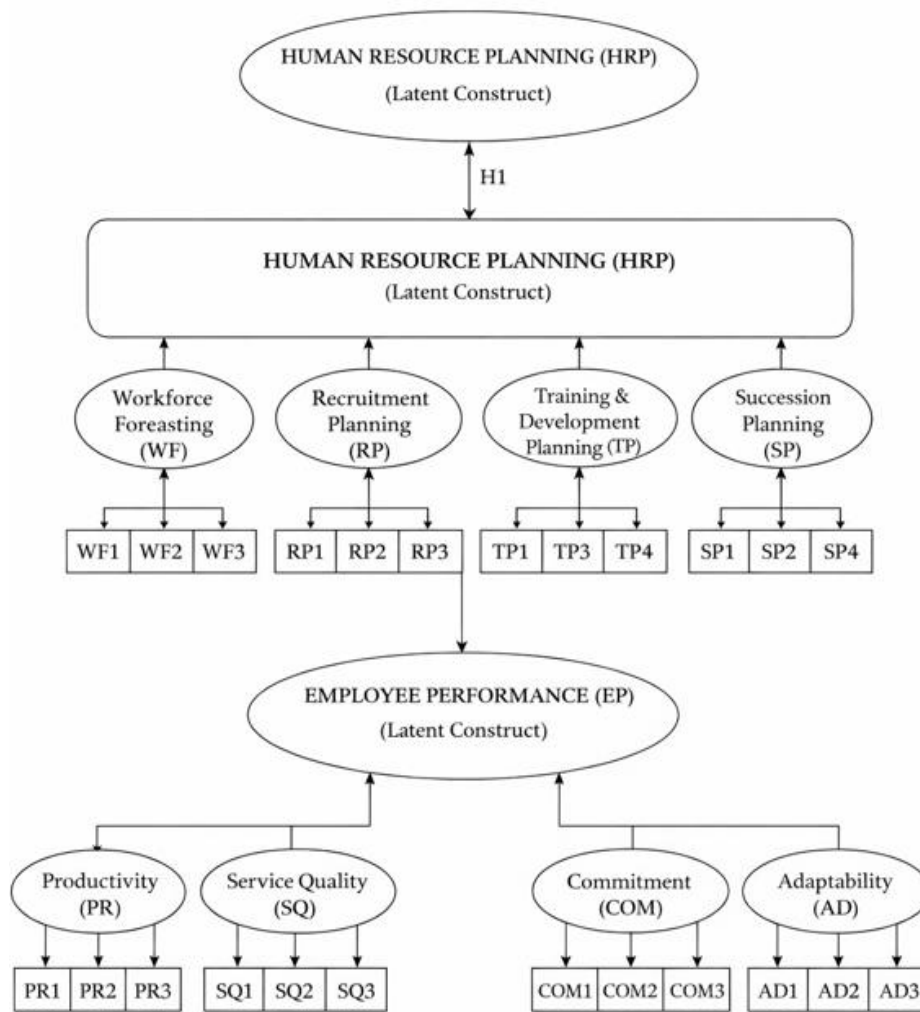 HUMAN RESOURCE PLANNING (HRP)
(Latent Construct)
H1
HUMAN RESOURCE PLANNING (HRP)
(Latent Construct)
Workforce
Foreasting
(WF)
Recruitment
Planning
(RP)
Training &
Development
Planning (TP)
Succession
Planning
(SP)
WF1 WF2 WF3
RP1 RP2 RP3
TP1 TP3 TP4
SP1 SP2 SP4
EMPLOYEE PERFORMANCE (EP)
(Latent Construct)
Productivity
(PR)
Service Quality
(SQ)
Commitment
(COM)
Adaptability
(AD)
PR1 PR2 PR3
SQ1 SQ2 SQ3
COM1 COM2 COM3
AD1 AD2 AD3